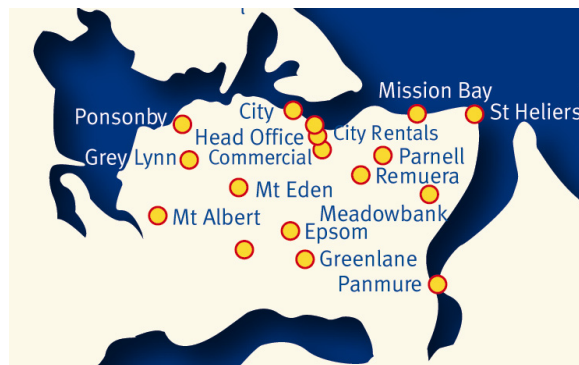 Mission Bay
Ponsonby
City
St Heliers
Head Office
City Rentals
Grey Lynn
Commercial
Parnell
Remuera
Mt Eden
Mt Albert
Meadowbank
Epsom
Greenlane
Panmure